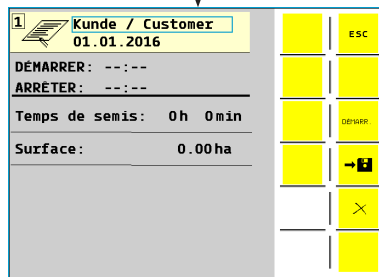 1
Kunde / Customer
01.01.2016
ESC
DÉMARRER: --:--
ARRÊTER: --:--
Temps de semis: 0h 0min
DÉMARR.
Surface: 0.00ha